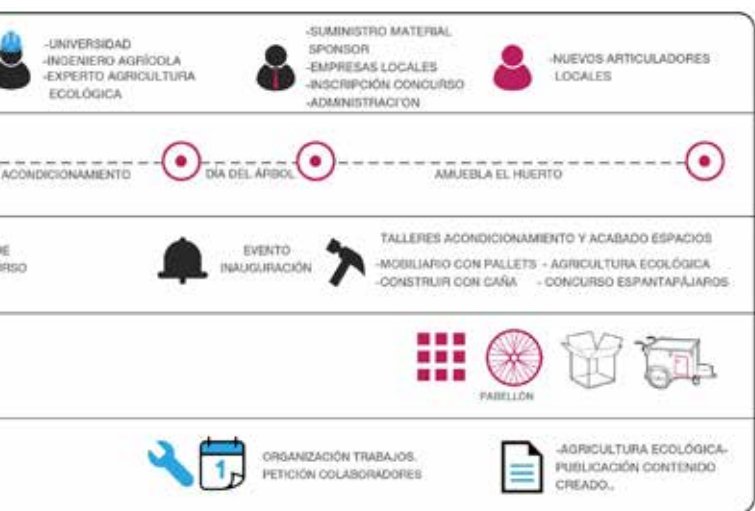 -UNIVERSIDAD
-INGENIERO AGRÍCOLA
-EXPERTO AGRICULTURA
ECOLÓGICA
-SUMINISTRO MATERIAL
SPONSOR
-EMPRESAS LOCALES
-INSCRIPCIÓN CONCURSO
-ADMINISTRACI'ON
-NUEVOS ARTICULADORES
LOCALES
ACONDICIONAMIENTO
DÍA DEL ÁRBOL
AMUEBLA EL HUERTO
DE
RSO
EVENTO
INAUGURACIÓN
TALLERES ACONDICIONAMIENTO Y ACABADO ESPACIOS
-MOBILIARIO CON PALLETS - AGRICULTURA ECOLÓGICA
-CONSTRUIR CON CAÑA - CONCURSO ESPANTAPÁJAROS
PABELLÓN
1
ORGANIZACIÓN TRABAJOS.
PETICIÓN COLABORADORES
-AGRICULTURA ECOLÓGICA-
PUBLICACIÓN CONTENIDO
CREADO..